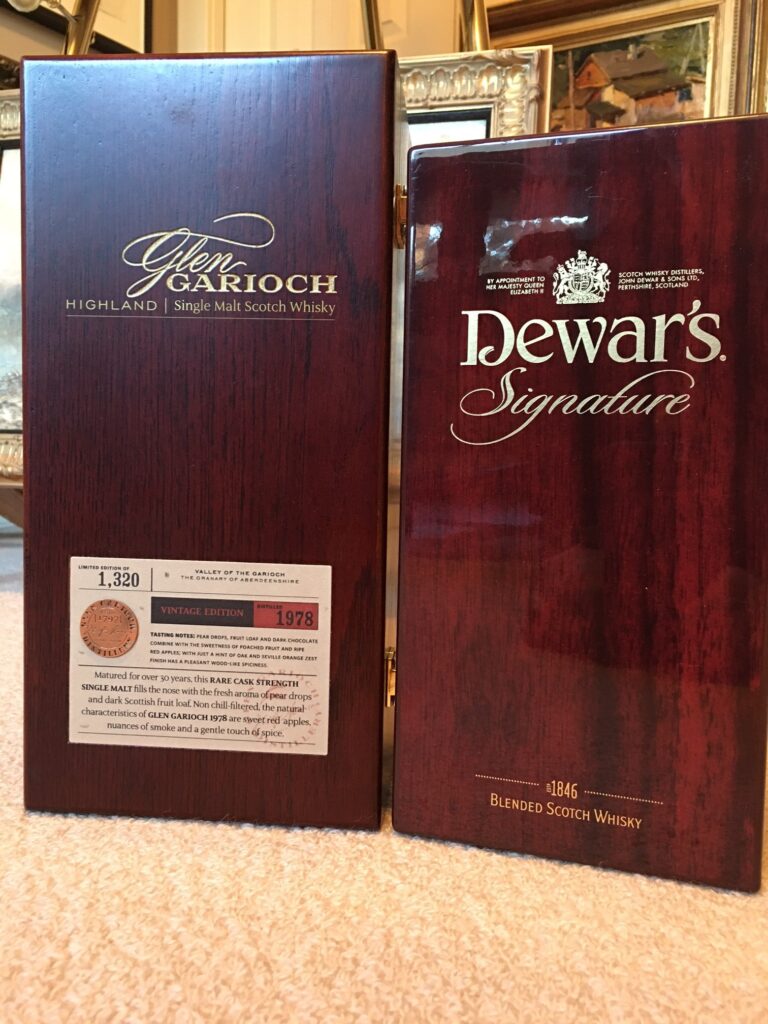 Glen
GARIOCH
HIGHLAND | Single Malt Scotch Whisky
LIMITED EDITION OF
1,320
VALLEY OF THE GARIOCH
THE GRANARY OF ABERDEENSHIRE
VINTAGE EDITION
DISTILLED
1978
TASTING NOTES: PEAR DROPS, FRUIT LOAF AND DARK CHOCOLATE
COMBINE WITH THE SWEETNESS OF POACHED FRUIT AND RIPE
RED APPLES; WITH JUST A HINT OF OAK AND SEVILLE ORANGE ZEST
FINISH HAS A PLEASANT WOOD-LIKE SPICINESS.
Matured for over 30 years, this RARE CASK STRENGTH
SINGLE MALT fills the nose with the fresh aroma of pear drops
and dark Scottish fruit loaf. Non chill-filtered, the natural
characteristics of GLEN GARIOCH 1978 are sweet red apples,
nuances of smoke and a gentle touch of spice.
BY APPOINTMENT TO
HER MAJESTY QUEEN
ELIZABETH II
SCOTCH WHISKY DISTILLERS,
JOHN DEWAR & SONS LTD,
PERTHSHIRE, SCOTLAND
Dewar's®
Signature
1846
BLENDED SCOTCH WHISKY